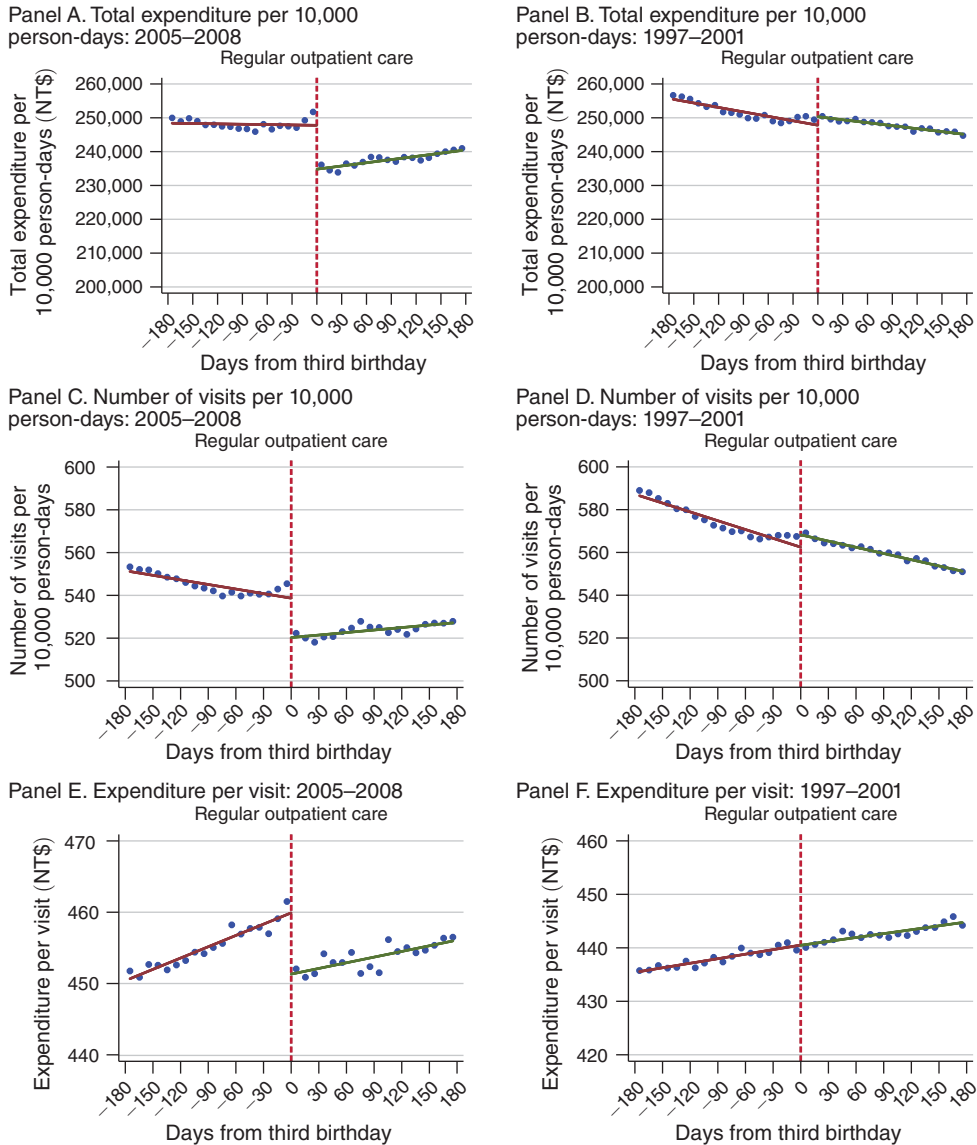 Panel A. Total expenditure per 10,000
person-days: 2005–2008
Regular outpatient care
Total expenditure per
10,000 person-days (NT$)
260,000
250,000
240,000
230,000
220,000
210,000
200,000
−180 −150 −120 −90 −60 −30 0 30 60 90 120 150 180
Days from third birthday
Panel B. Total expenditure per 10,000
person-days: 1997–2001
Regular outpatient care
Total expenditure per
10,000 person-days (NT$)
260,000
250,000
240,000
230,000
220,000
210,000
200,000
−180 −150 −120 −90 −60 −30 0 30 60 90 120 150 180
Days from third birthday
Panel C. Number of visits per 10,000
person-days: 2005–2008
Regular outpatient care
Number of visits per
10,000 person-days
600
580
560
540
520
500
−180 −150 −120 −90 −60 −30 0 30 60 90 120 150 180
Days from third birthday
Panel D. Number of visits per 10,000
person-days: 1997–2001
Regular outpatient care
Number of visits per
10,000 person-days
600
580
560
540
520
500
−180 −150 −120 −90 −60 −30 0 30 60 90 120 150 180
Days from third birthday
Panel E. Expenditure per visit: 2005–2008
Regular outpatient care
Expenditure per visit (NT$)
470
460
450
440
−180 −150 −120 −90 −60 −30 0 30 60 90 120 150 180
Days from third birthday
Panel F. Expenditure per visit: 1997–2001
Regular outpatient care
Expenditure per visit (NT$)
460
450
440
430
420
−180 −150 −120 −90 −60 −30 0 30 60 90 120 150 180
Days from third birthday